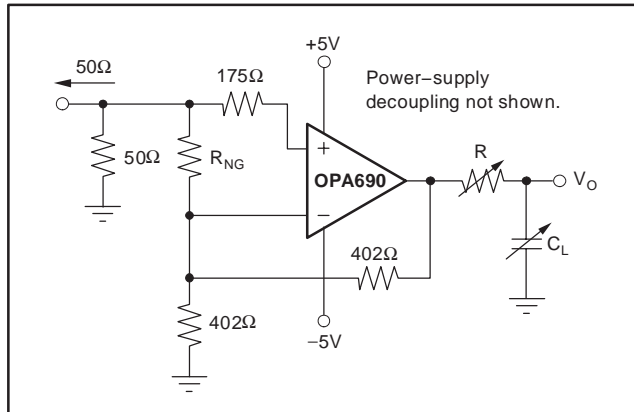 +5V
50Ω
175Ω
Power−supply
decoupling not shown.
50Ω
R_NG
+
OPA690
−
R
V_O
C_L
402Ω
402Ω
−5V